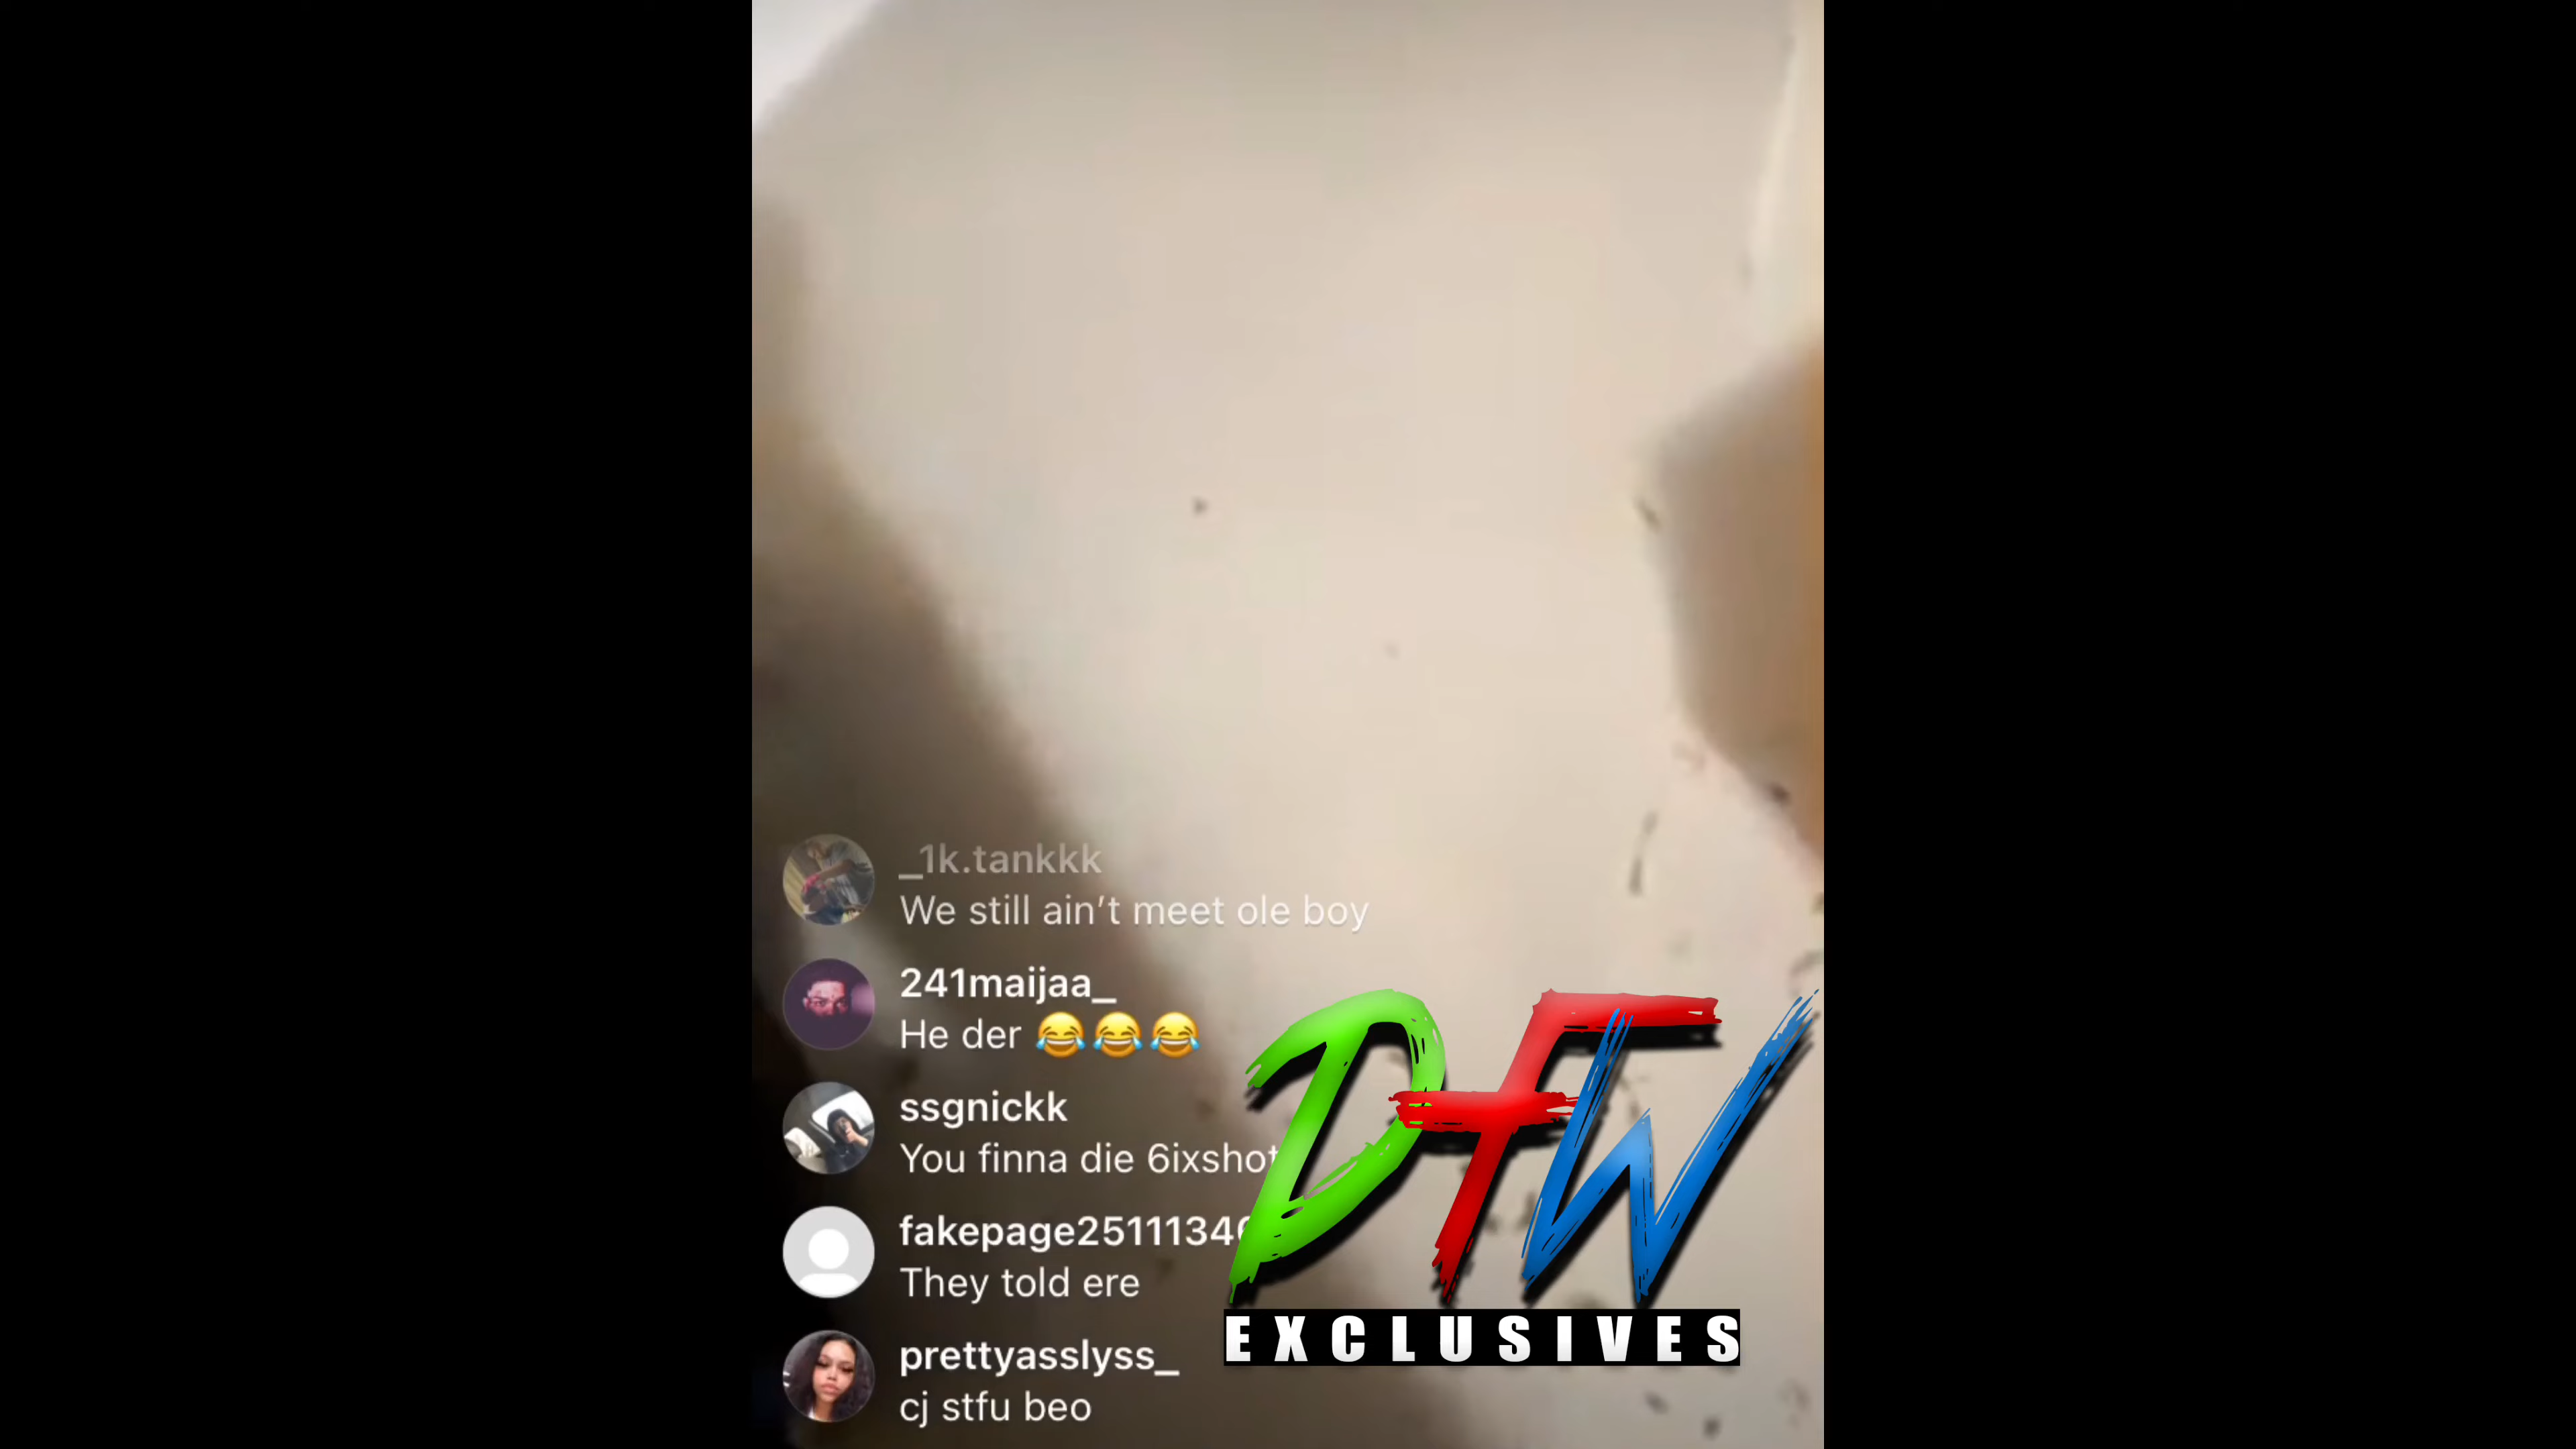 _1k.tankkk
We still ain't meet ole boy
241maijaa_
He der 😂😂😂
ssgnickk
You finna die 6ixshot
fakepage2511134
They told ere
prettyasslyss_
cj stfu beo
DFW
EXCLUSIVES